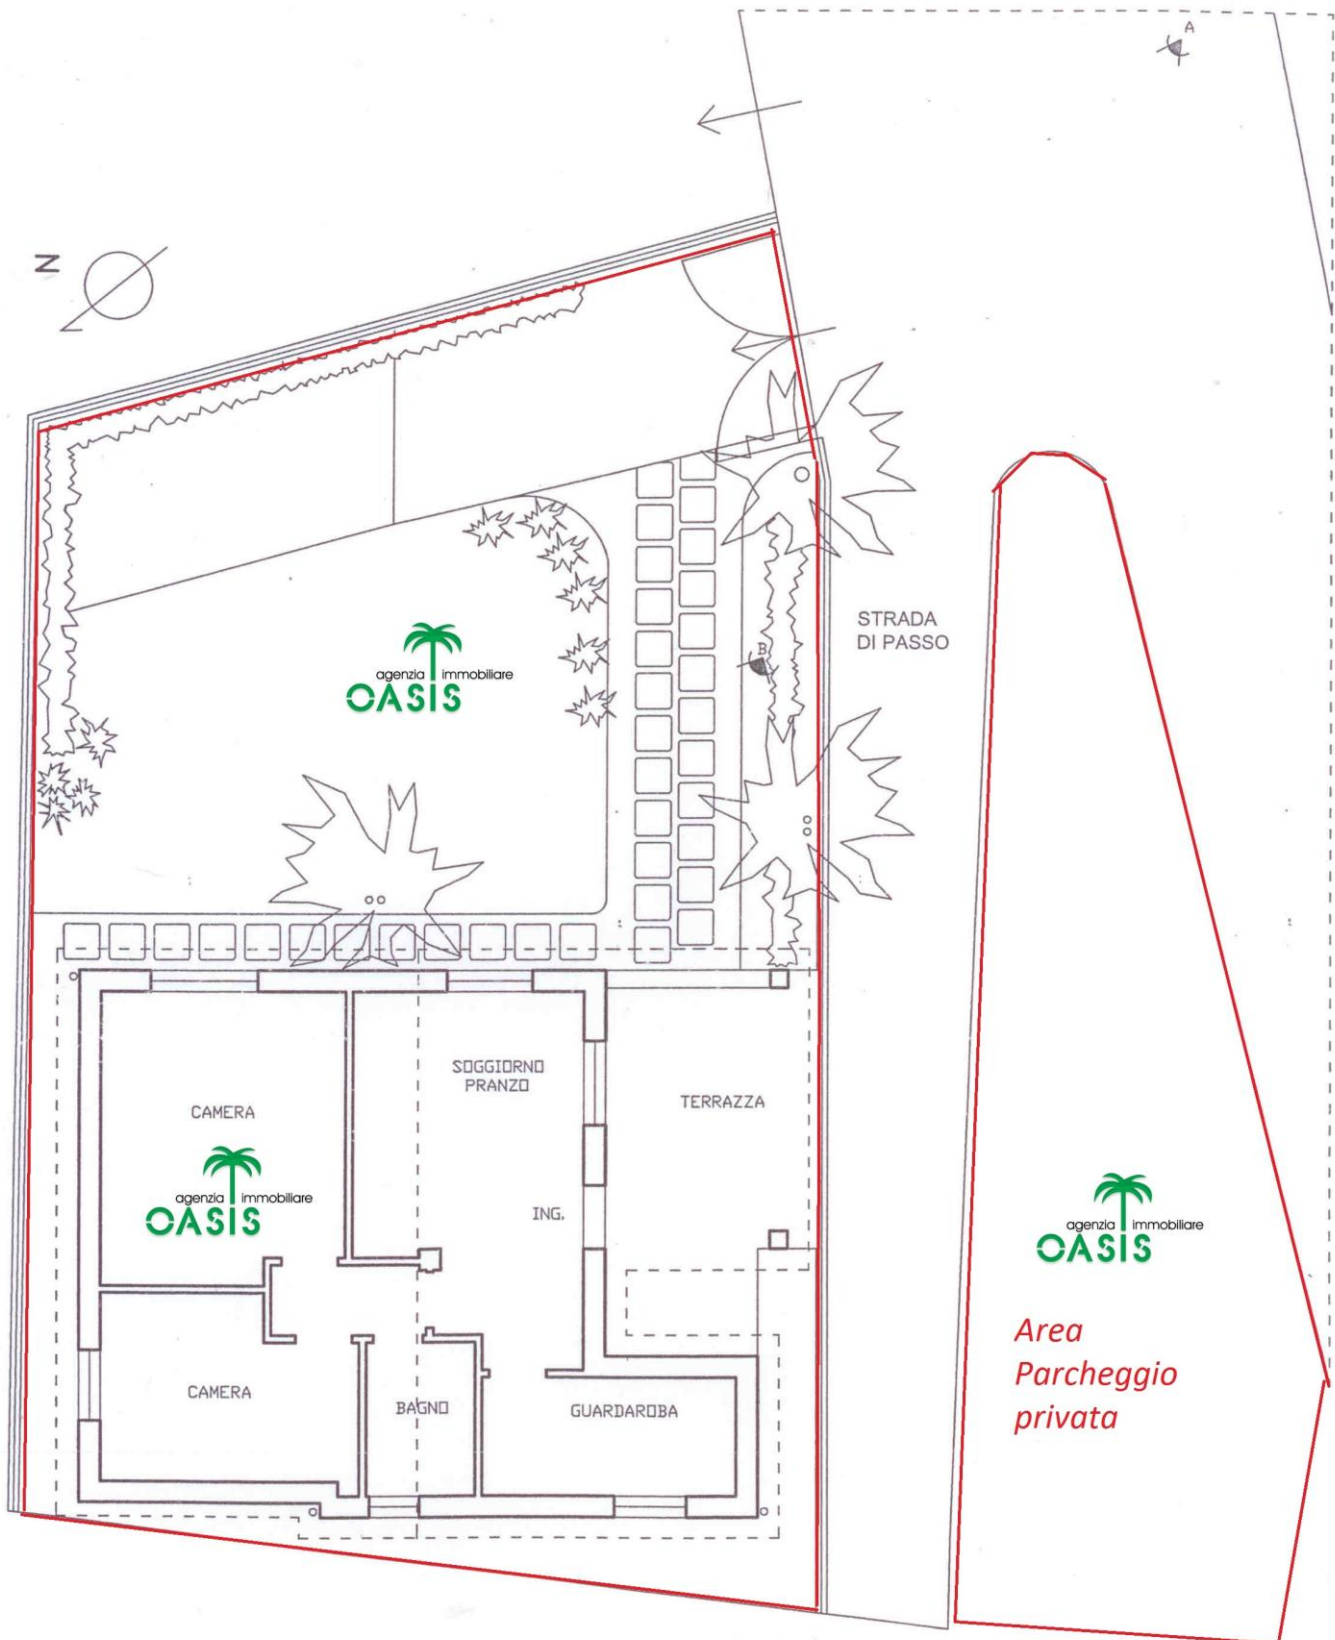 A
N
STRADA
DI PASSO
agenzia immobiliare
OASIS
B
SOGGIORNO
PRANZO
CAMERA
TERRAZZA
agenzia immobiliare
OASIS
ING.
agenzia immobiliare
OASIS
Area
Parcheggio
privata
CAMERA
BAGNO
GUARDAROBA